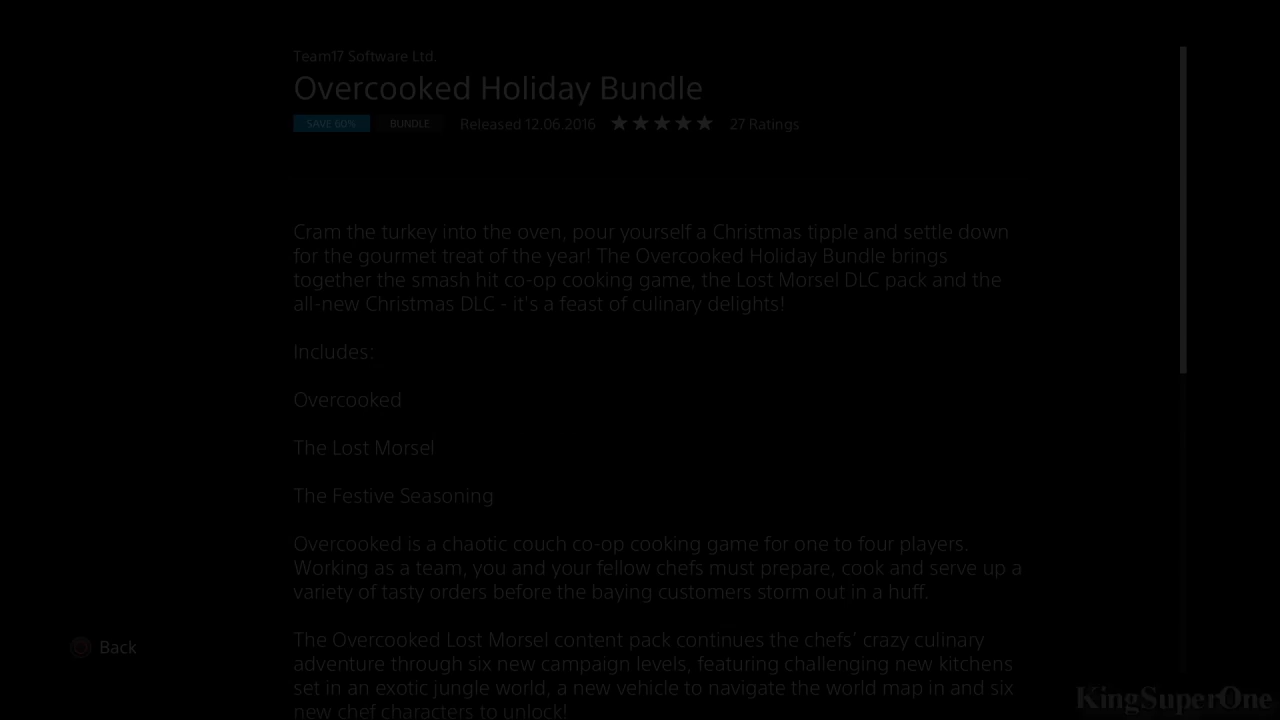 Team17 Software Ltd.
Overcooked Holiday Bundle
SAVE 60% BUNDLE Released 12.06.2016 ★★★★★ 27 Ratings
Cram the turkey into the oven, pour yourself a Christmas tipple and settle down
for the gourmet treat of the year! The Overcooked Holiday Bundle brings
together the smash hit co-op cooking game, the Lost Morsel DLC pack and the
all-new Christmas DLC - it's a feast of culinary delights!
Includes:
Overcooked
The Lost Morsel
The Festive Seasoning
Overcooked is a chaotic couch co-op cooking game for one to four players.
Working as a team, you and your fellow chefs must prepare, cook and serve up a
variety of tasty orders before the baying customers storm out in a huff.
The Overcooked Lost Morsel content pack continues the chefs’ crazy culinary
adventure through six new campaign levels, featuring challenging new kitchens
set in an exotic jungle world, a new vehicle to navigate the world map in and six
new chef characters to unlock!
Back
KingSuperOne